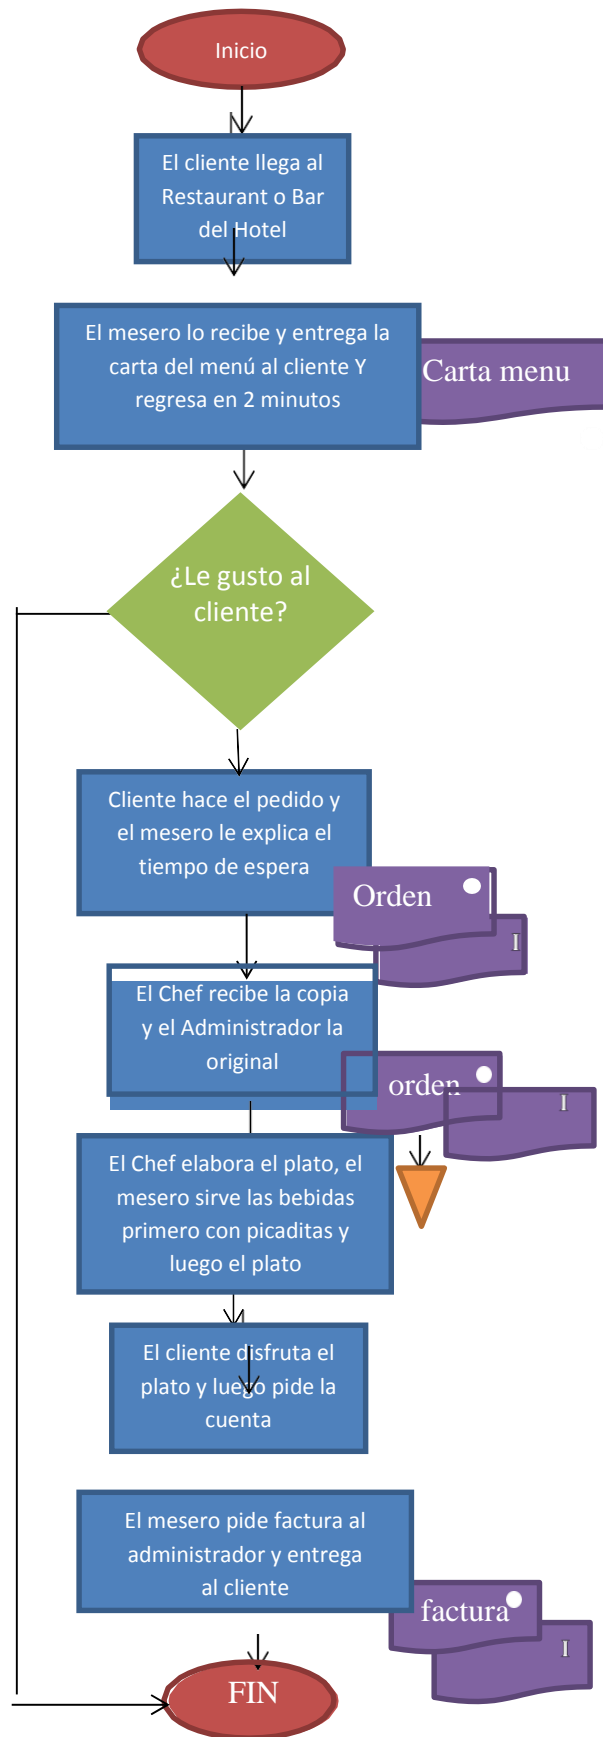 Inicio
El cliente llega al
Restaurant o Bar
del Hotel
El mesero lo recibe y entrega la
carta del menú al cliente Y
regresa en 2 minutos
Carta menu
¿Le gusto al
cliente?
Cliente hace el pedido y
el mesero le explica el
tiempo de espera
Orden
I
El Chef recibe la copia
y el Administrador la
original
orden
I
El Chef elabora el plato, el
mesero sirve las bebidas
primero con picaditas y
luego el plato
El cliente disfruta el
plato y luego pide la
cuenta
El mesero pide factura al
administrador y entrega
al cliente
factura
I
FIN